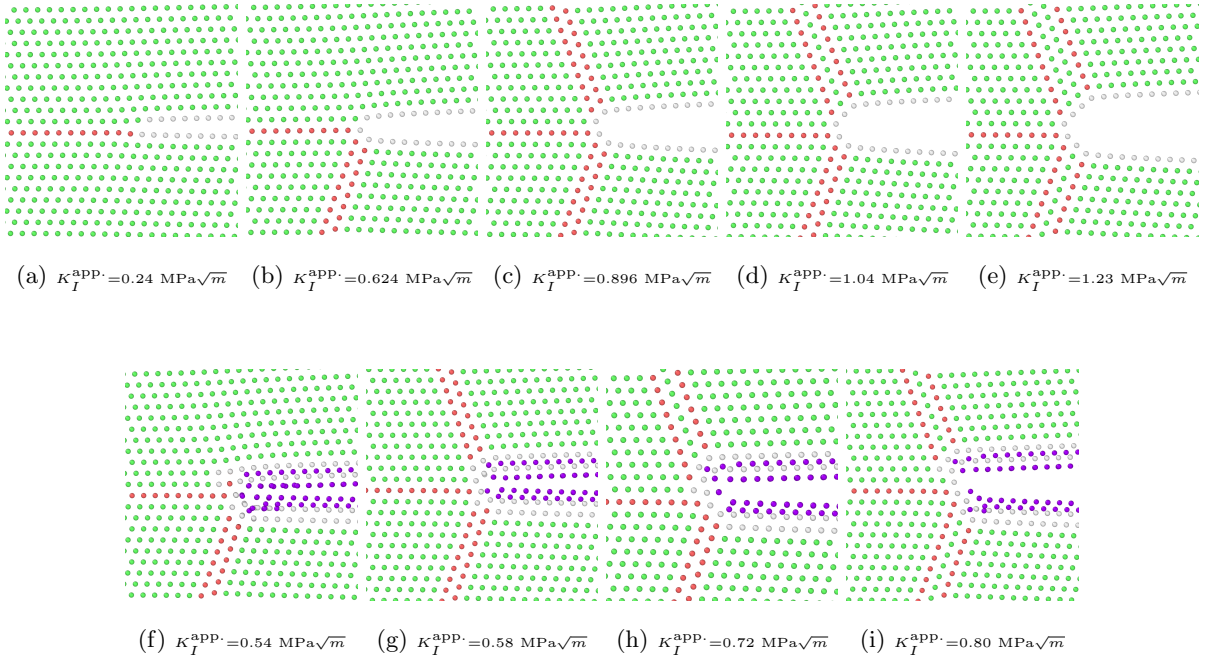 (a) K_I^app.=0.24 MPa√m (b) K_I^app.=0.624 MPa√m (c) K_I^app.=0.896 MPa√m (d) K_I^app.=1.04 MPa√m (e) K_I^app.=1.23 MPa√m
(f) K_I^app.=0.54 MPa√m (g) K_I^app.=0.58 MPa√m (h) K_I^app.=0.72 MPa√m (i) K_I^app.=0.80 MPa√m